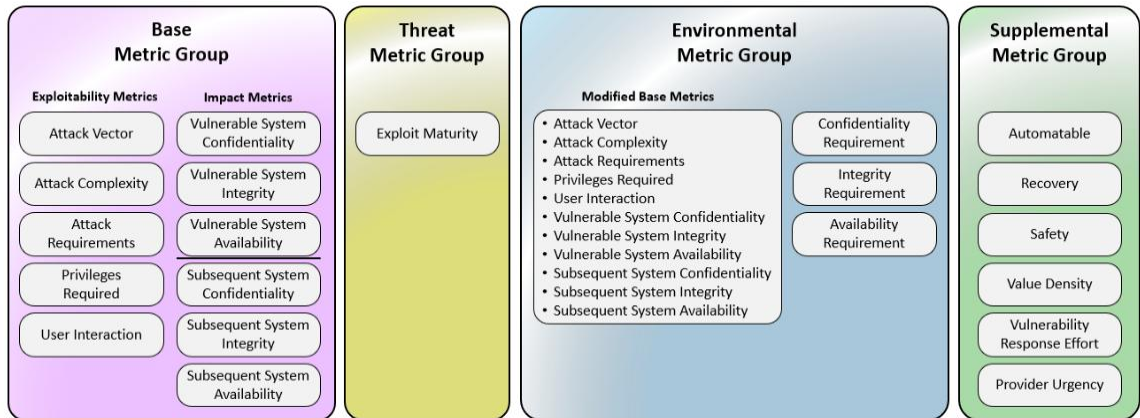 Base
Metric Group
Exploitability Metrics
Attack Vector
Attack Complexity
Attack
Requirements
Privileges
Required
User Interaction
Impact Metrics
Vulnerable System
Confidentiality
Vulnerable System
Integrity
Vulnerable System
Availability
Subsequent System
Confidentiality
Subsequent System
Integrity
Subsequent System
Availability
Threat
Metric Group
Exploit Maturity
Environmental
Metric Group
Modified Base Metrics
• Attack Vector
• Attack Complexity
• Attack Requirements
• Privileges Required
• User Interaction
• Vulnerable System Confidentiality
• Vulnerable System Integrity
• Vulnerable System Availability
• Subsequent System Confidentiality
• Subsequent System Integrity
• Subsequent System Availability
Confidentiality
Requirement
Integrity
Requirement
Availability
Requirement
Supplemental
Metric Group
Automatable
Recovery
Safety
Value Density
Vulnerability
Response Effort
Provider Urgency